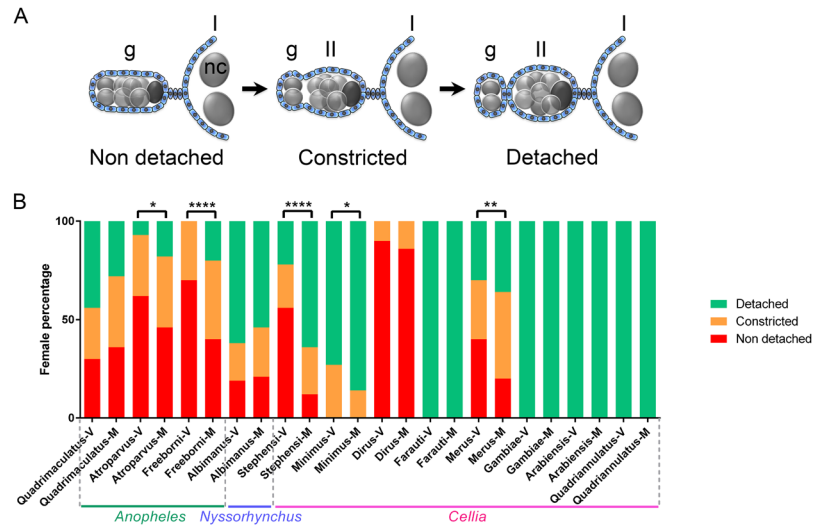 A
I
I
I
g
g
II
g
II
nc
Non detached
Constricted
Detached
B
*
****
****
*
**
100
50
0
Female percentage
Detached
Constricted
Non detached
Quadrimaculatus-V
Quadrimaculatus-M
Atroparvus-V
Atroparvus-M
Freeborni-V
Freeborni-M
Albimanus-V
Albimanus-M
Stephensi-V
Stephensi-M
Minimus-V
Minimus-M
Dirus-V
Dirus-M
Farauti-V
Farauti-M
Merus-V
Merus-M
Gambiae-V
Gambiae-M
Arabiensis-V
Arabiensis-M
Quadriannulatus-V
Quadriannulatus-M
Anopheles
Nyssorhynchus
Cellia